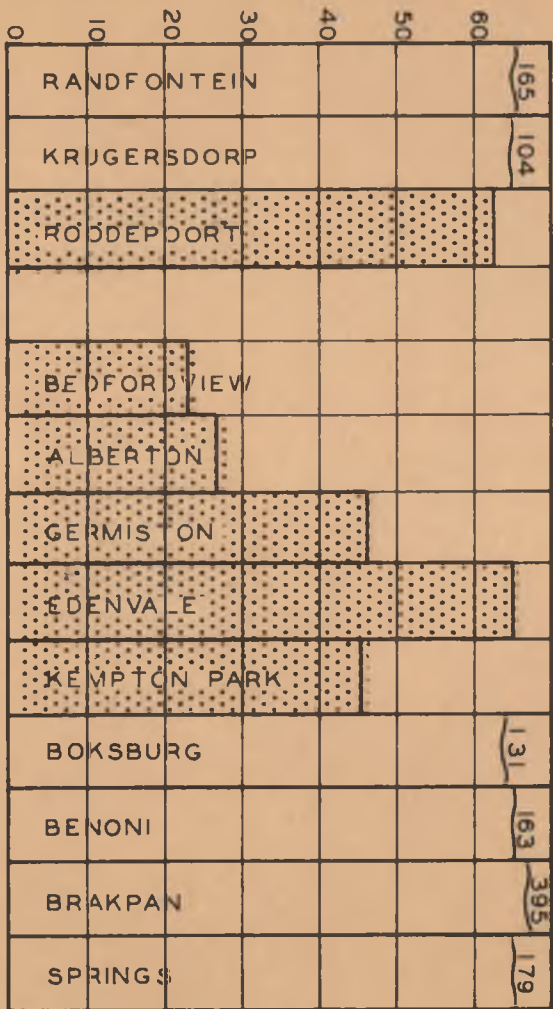 0 10 20 30 40 50 60
RANDFONTEIN 165
KRUGERSDORP 104
ROODEPOORT
BEDFORDVIEW
ALBERTON
GERMISTON
EDENVALE
KEMPTON PARK
BOKSBURG 131
BENONI 163
BRAKPAN 395
SPRINGS 179